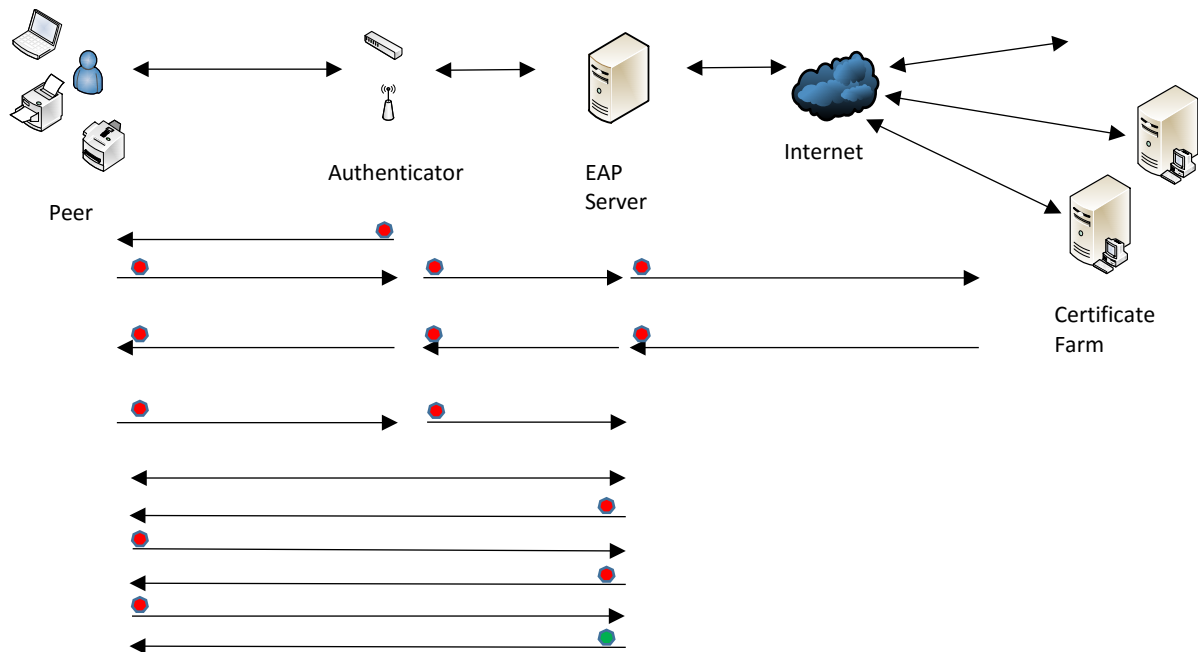 Internet
Authenticator
EAP
Server
Peer
Certificate
Farm